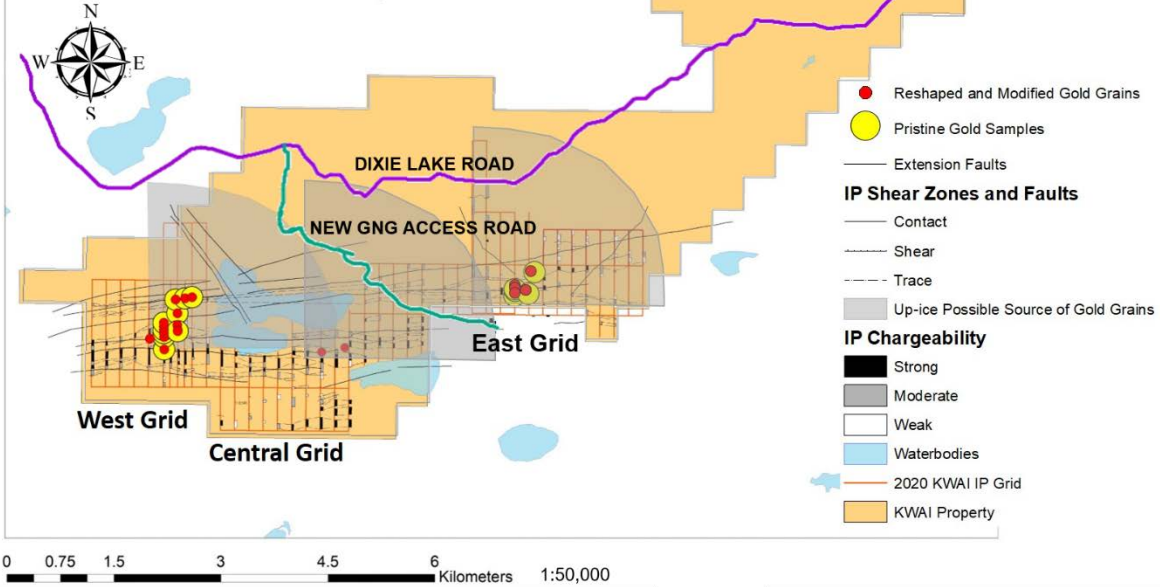 N
W E
S
DIXIE LAKE ROAD
NEW GNG ACCESS ROAD
East Grid
West Grid
Central Grid
Reshaped and Modified Gold Grains
Pristine Gold Samples
Extension Faults
IP Shear Zones and Faults
Contact
Shear
Trace
Up-ice Possible Source of Gold Grains
IP Chargeability
Strong
Moderate
Weak
Waterbodies
2020 KWAI IP Grid
KWAI Property
0 0.75 1.5 3 4.5 6
Kilometers 1:50,000